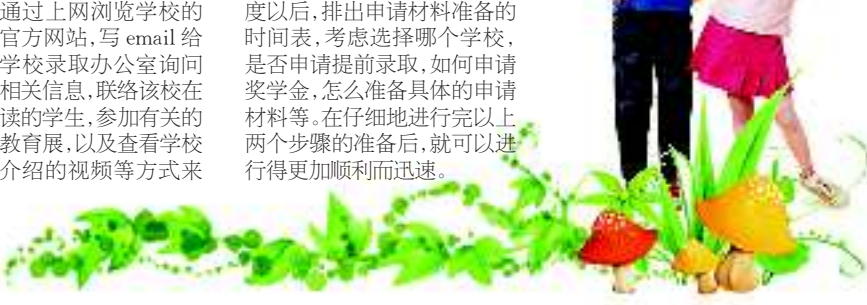 通过上网浏览学校的
官方网站,写 email 给
学校录取办公室询问
相关信息,联络该校在
读的学生,参加有关的
教育展,以及查看学校
介绍的视频等方式来
度以后,排出申请材料准备的
时间表,考虑选择哪个学校,
是否申请提前录取,如何申请
奖学金,怎么准备具体的申请
材料等。在仔细地进行完以上
两个步骤的准备后,就可以进
行得更加顺利而迅速。